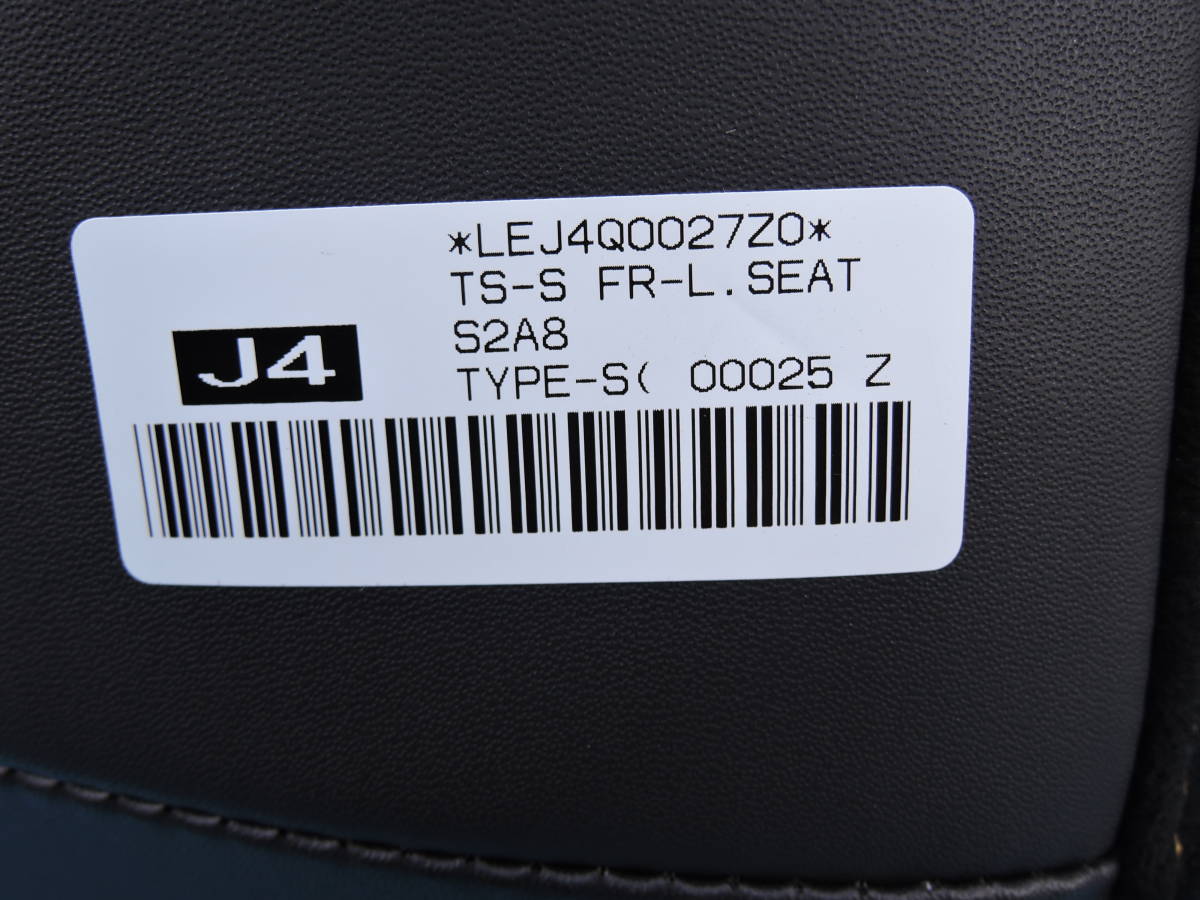 *LEJ4Q0027Z0*
TS-S FR-L.SEAT
S2A8
J4
TYPE-S( 00025 Z